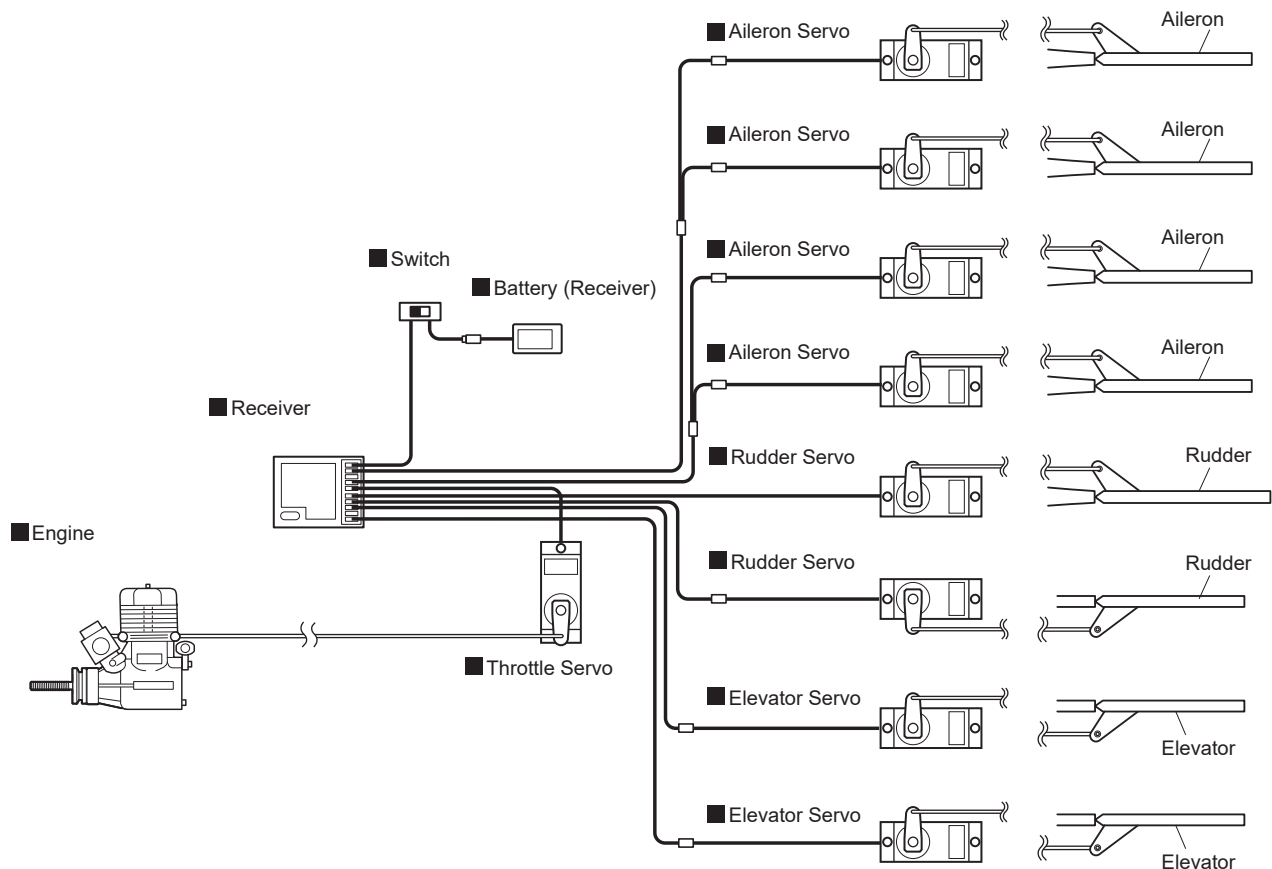 ■Aileron Servo
Aileron
■Aileron Servo
Aileron
■Aileron Servo
Aileron
■Switch
■Battery (Receiver)
■Aileron Servo
Aileron
■Receiver
■Rudder Servo
Rudder
■Engine
■Rudder Servo
Rudder
■Throttle Servo
■Elevator Servo
Elevator
■Elevator Servo
Elevator